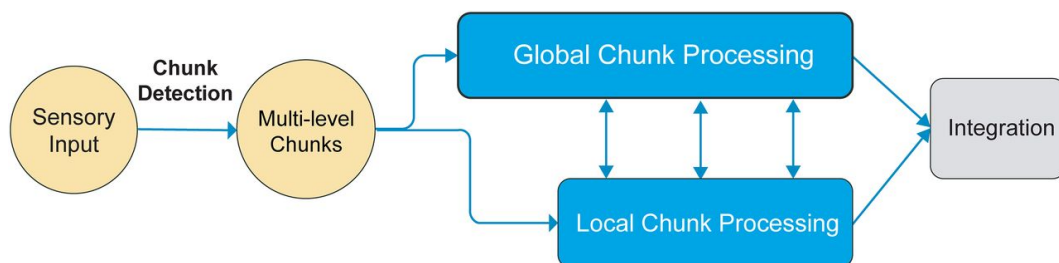 Sensory
Input
Chunk
Detection
Multi-level
Chunks
Global Chunk Processing
Local Chunk Processing
Integration